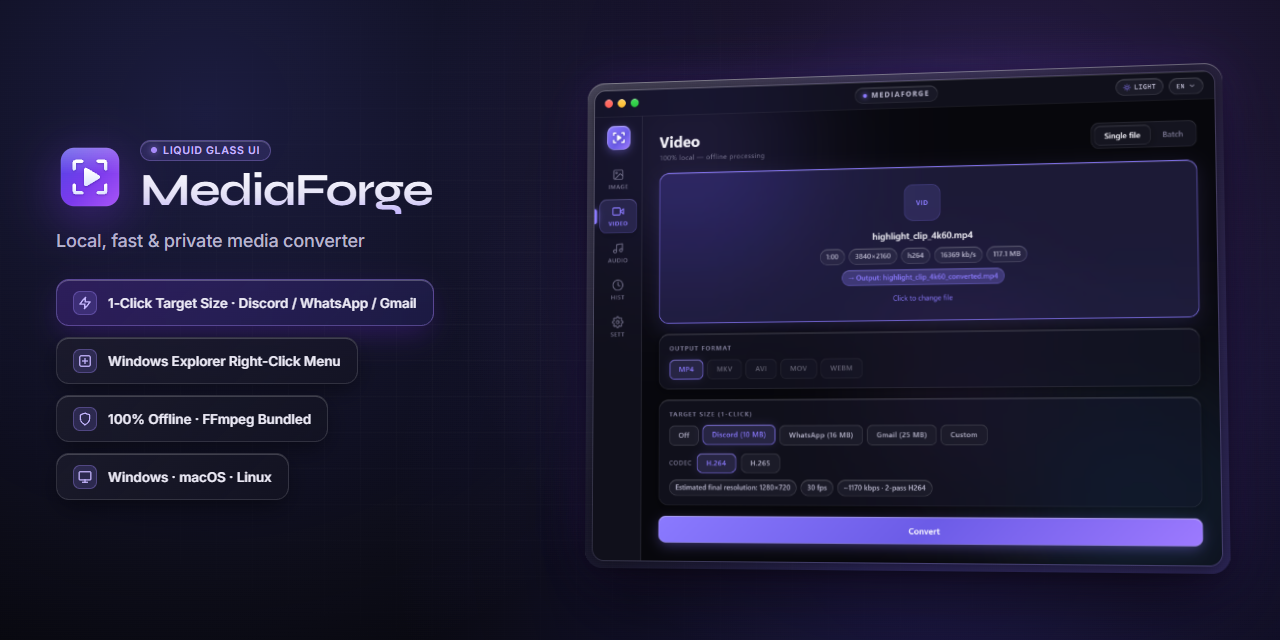 LIQUID GLASS UI
MediaForge
Local, fast & private media converter
1-Click Target Size · Discord / WhatsApp / Gmail
Windows Explorer Right-Click Menu
100% Offline · FFmpeg Bundled
Windows · macOS · Linux
MEDIAFORGE
LIGHT
EN
IMAGE
VIDEO
AUDIO
HIST
SETT
Video
100% local — offline processing
Single file Batch
VID
highlight_clip_4k60.mp4
1:00 3840×2160 h264 16369 kb/s 117.1 MB
→ Output: highlight_clip_4k60_converted.mp4
Click to change file
OUTPUT FORMAT
MP4 MKV AVI MOV WEBM
TARGET SIZE (1-CLICK)
Off Discord (10 MB) WhatsApp (16 MB) Gmail (25 MB) Custom
CODEC H.264 H.265
Estimated final resolution: 1280×720 30 fps ~1170 kbps · 2-pass H264
Convert